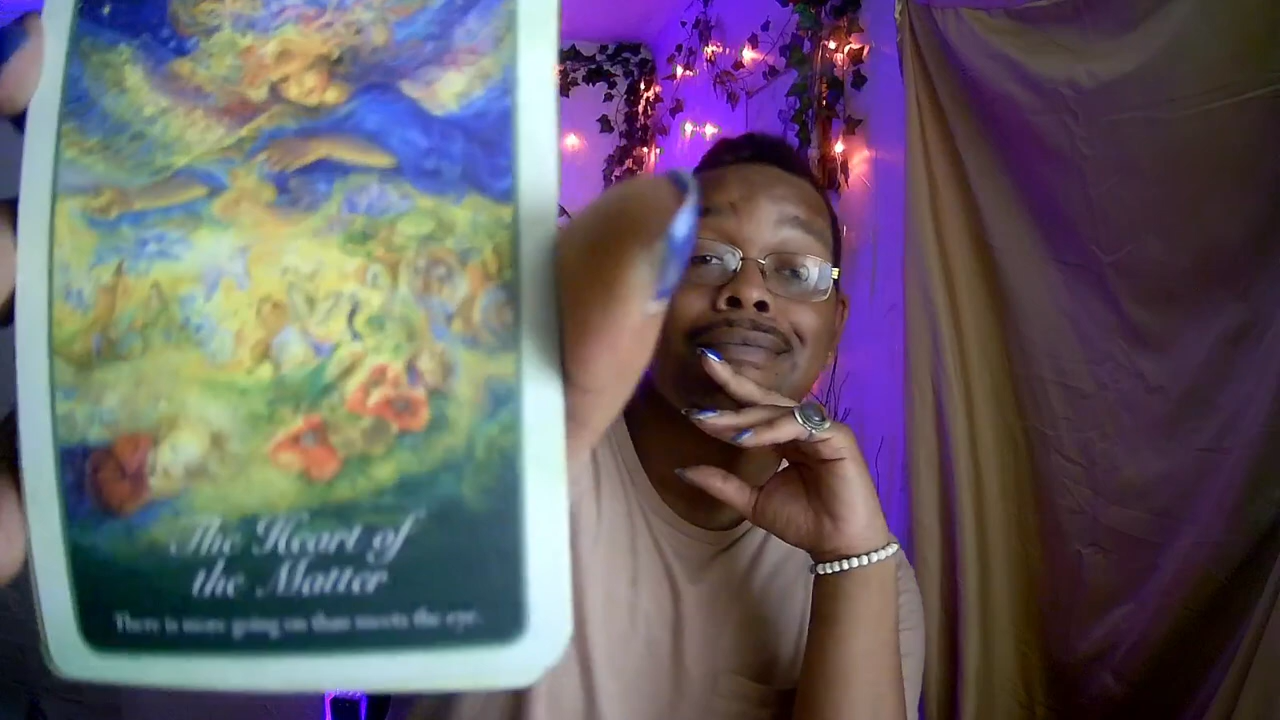 The Heart of
the Matter
There is more going on than meets the eye.